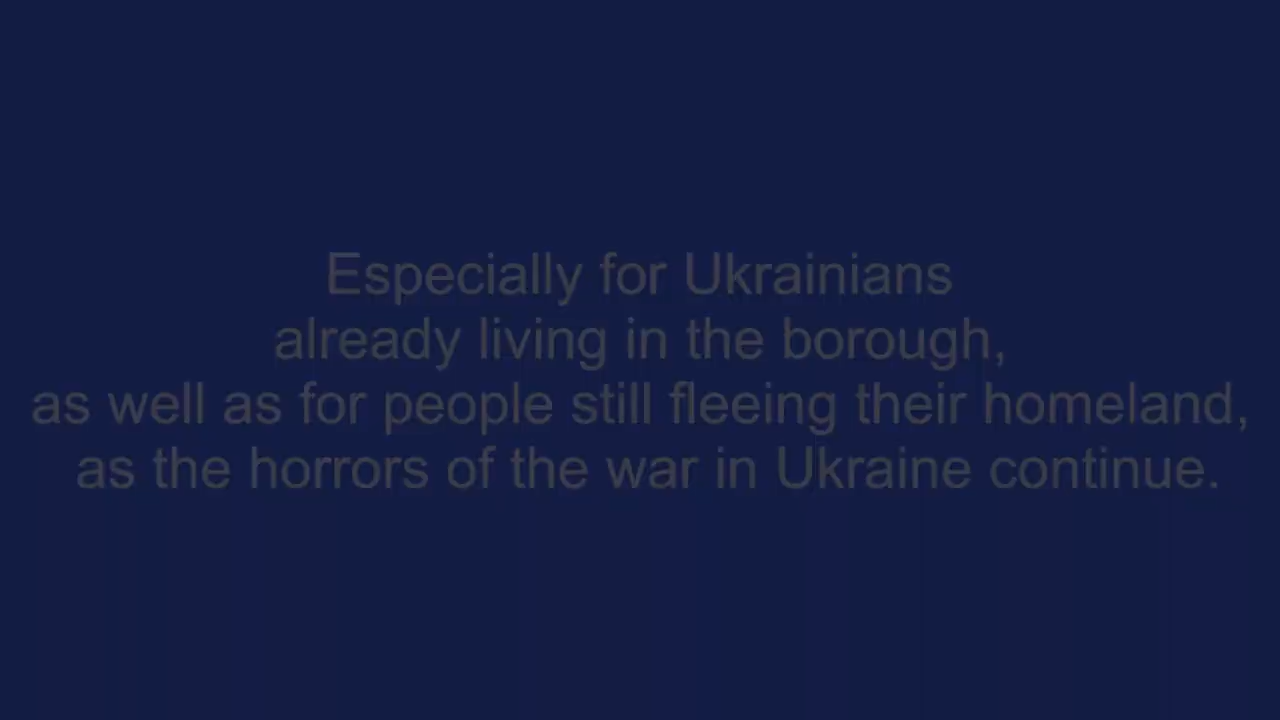 Especially for Ukrainians
already living in the borough,
as well as for people still fleeing their homeland,
as the horrors of the war in Ukraine continue.